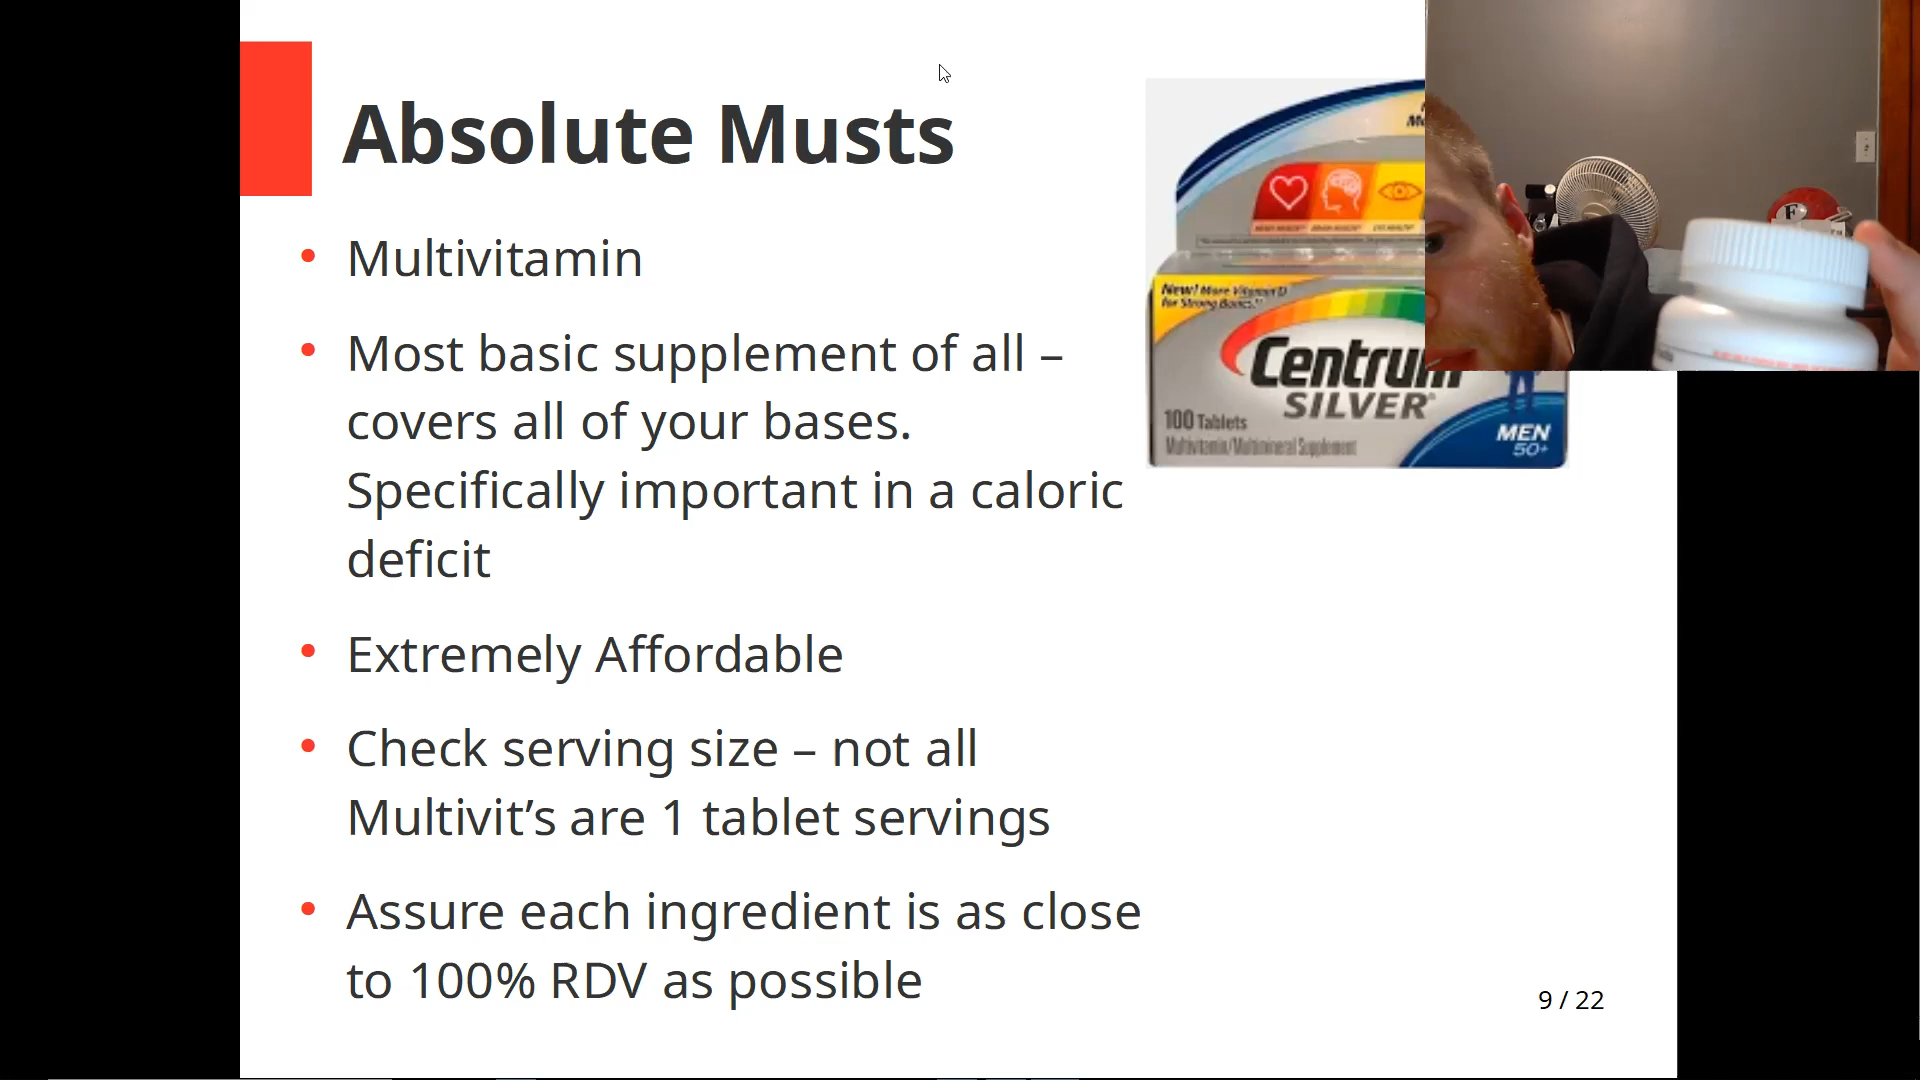 Absolute Musts
• Multivitamin
• Most basic supplement of all –
covers all of your bases.
Specifically important in a caloric
deficit
• Extremely Affordable
• Check serving size – not all
Multivit’s are 1 tablet servings
• Assure each ingredient is as close
to 100% RDV as possible
New! More Vitamin D
for Strong Bones.
Centrum
SILVER
100 Tablets
Multivitamin/Multimineral Supplement
MEN
50+
F
9 / 22